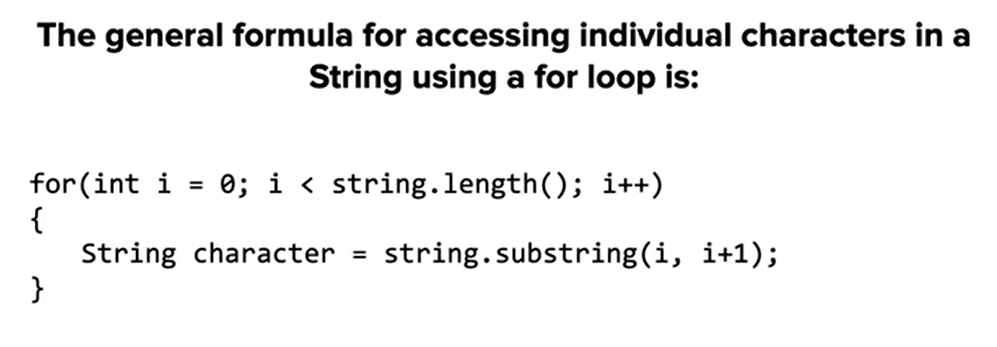 The general formula for accessing individual characters in a
String using a for loop is:
for(int i = 0; i < string.length(); i++)
{
    String character = string.substring(i, i+1);
}